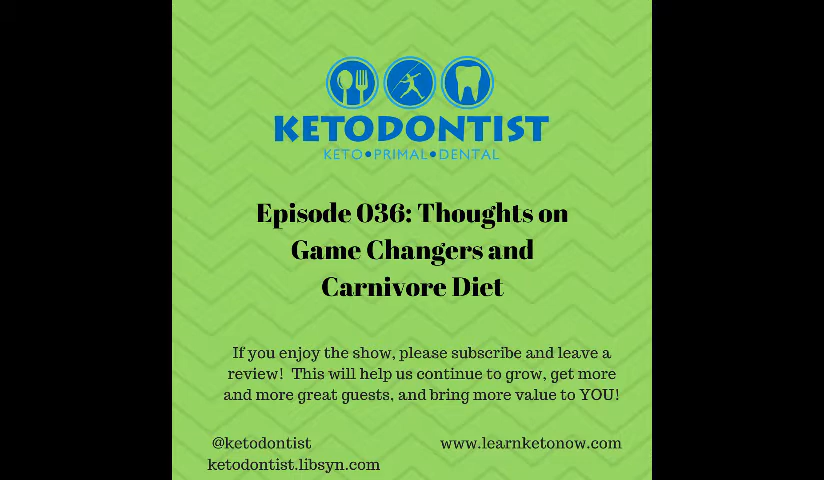 KETODONTIST
KETO•PRIMAL•DENTAL
Episode 036: Thoughts on
Game Changers and
Carnivore Diet
If you enjoy the show, please subscribe and leave a
review!  This will help us continue to grow, get more
and more great guests, and bring more value to YOU!
@ketodontist www.learnketonow.com
ketodontist.libsyn.com